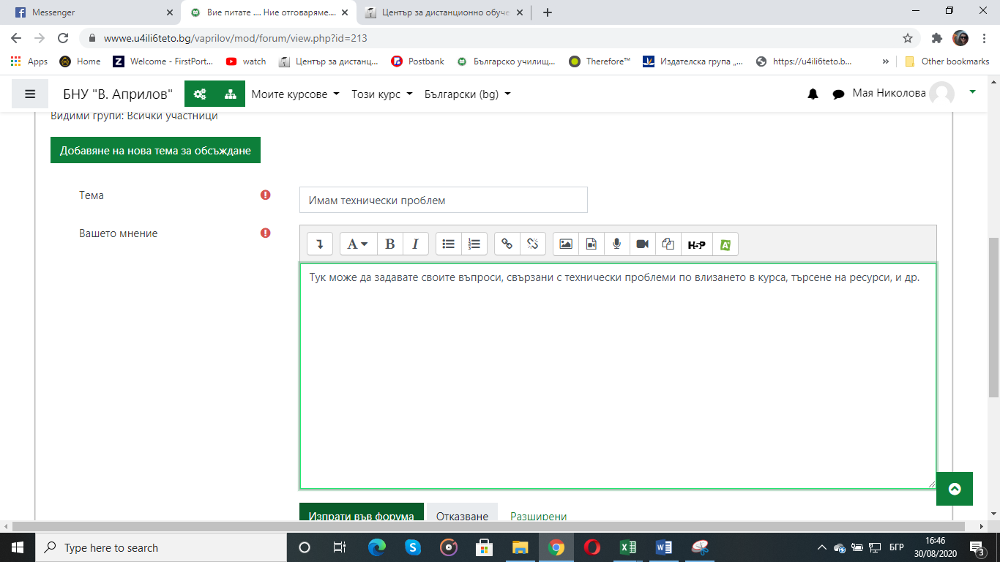 Messenger
Вие питате .... Ние отговаряме....
Център за дистанционно обуче
wwwe.u4ili6teto.bg/vaprilov/mod/forum/view.php?id=213
Apps
Home
Welcome - FirstPort...
watch
Център за дистанц...
Postbank
Българско училищ...
Therefore™
Издателска група „...
https://u4ili6teto.b...
»
Other bookmarks
БНУ "В. Априлов"
Моите курсове
Този курс
Български (bg)
Мая Николова
Видими групи: Всички участници
Добавяне на нова тема за обсъждане
Тема
Имам технически проблем
Вашето мнение
A
B
I
H5P
Тук може да задавате своите въпроси, свързани с технически проблеми по влизането в курса, търсене на ресурси, и др.
Изпрати във форума
Отказване
Разширени
Type here to search
БГР
16:46
30/08/2020
3